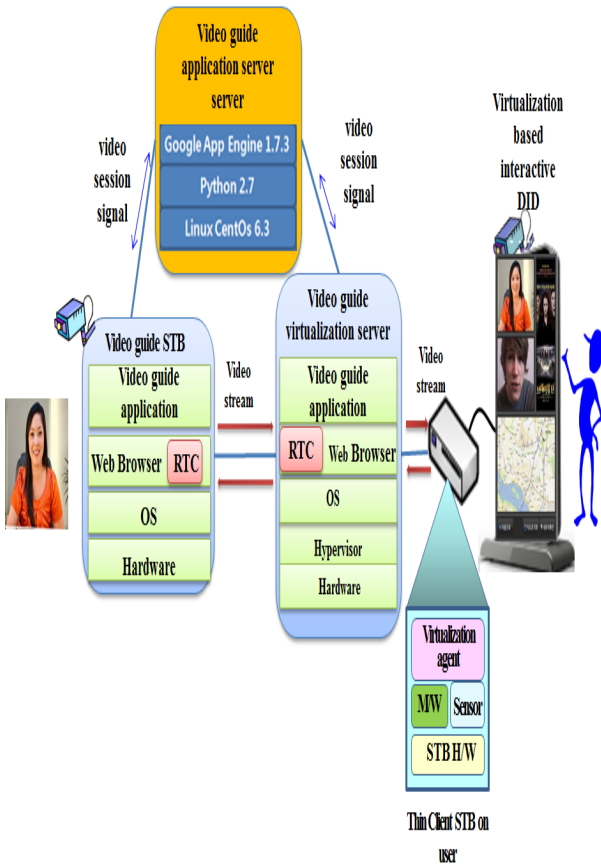 Video guide
application server
server
Google App Engine 1.7.3
Python 2.7
Linux CentOs 6.3
video
session
signal
video
session
signal
Virtualization
based
interactive
DID
Video guide STB
Video guide
application
Web Browser
RTC
OS
Hardware
Video
stream
Video guide
virtualization server
Video guide
application
RTC
Web Browser
OS
Hypervisor
Hardware
Video
stream
Virtualization
agent
M/W
Sensor
STB H/W
Thin Client STB on
user